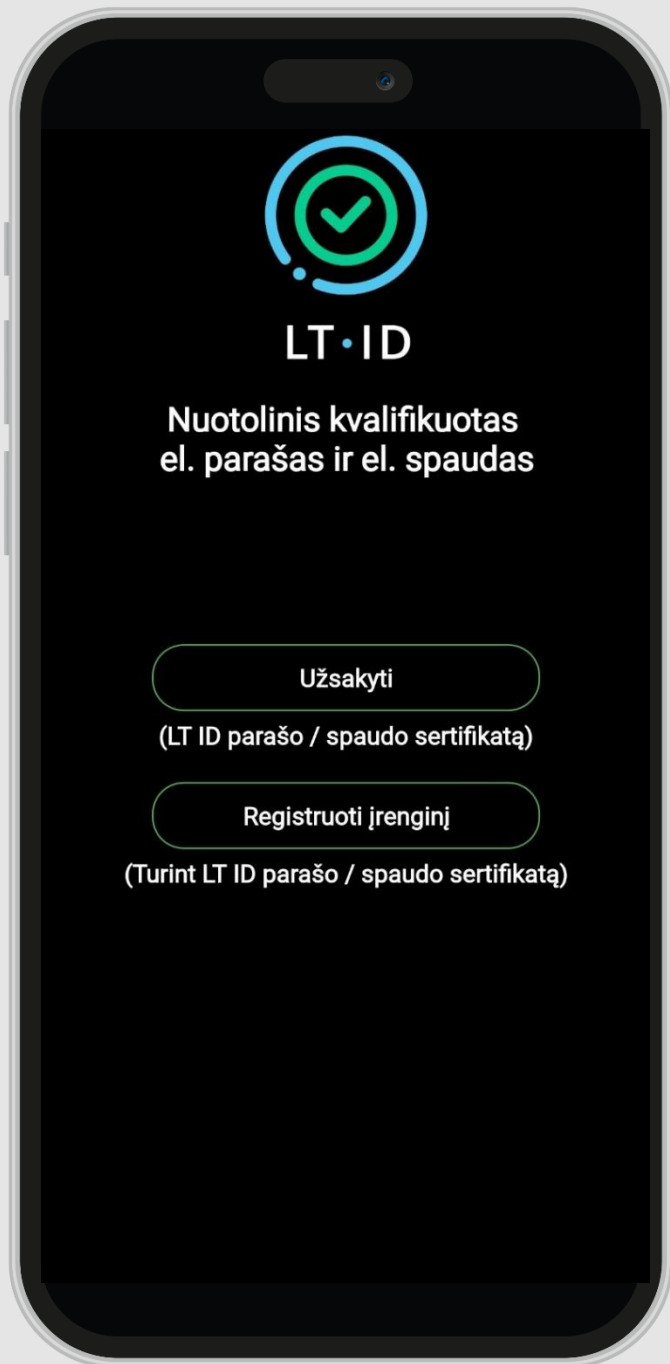 LT·ID
Nuotolinis kvalifikuotas
el. parašas ir el. spaudas
Užsakyti
(LT ID parašo / spaudo sertifikatą)
Registruoti įrenginį
(Turint LT ID parašo / spaudo sertifikatą)